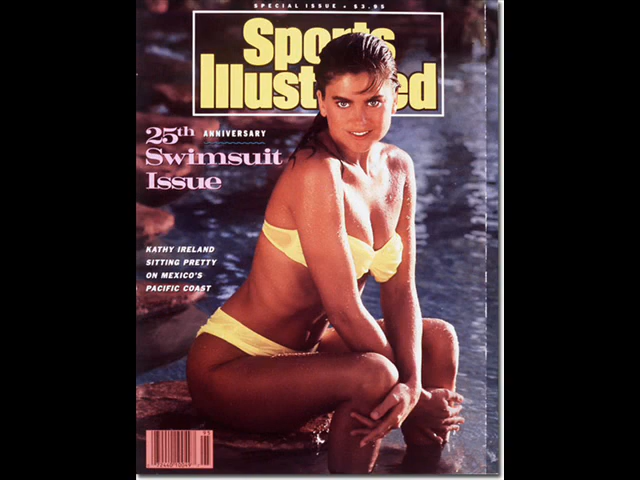 SPECIAL ISSUE • $3.95
Sports
Illustrated
25th ANNIVERSARY
Swimsuit
Issue
KATHY IRELAND
SITTING PRETTY
ON MEXICO'S
PACIFIC COAST